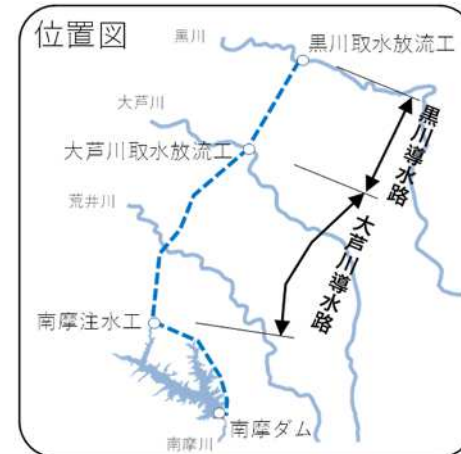 位置図
黒川
黒川取水放流工
大芦川
大芦川取水放流工
黒川導水路
荒井川
大芦川導水路
南摩注水工
南摩ダム
南摩川